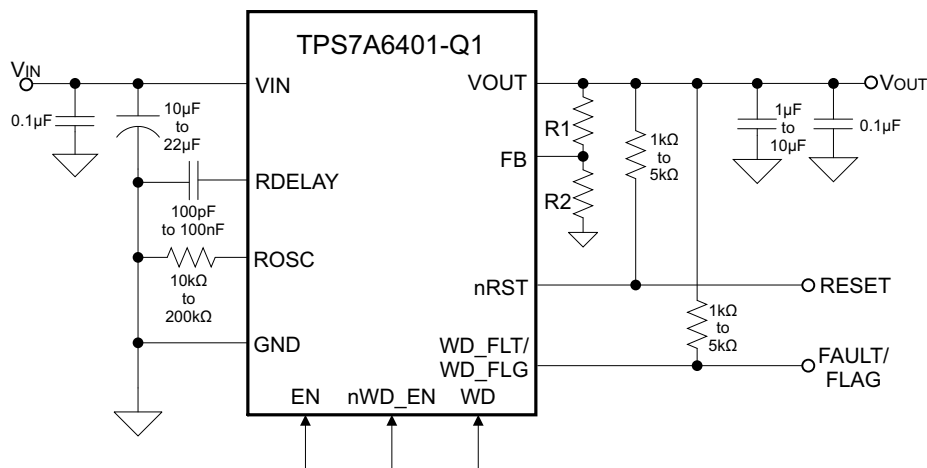 TPS7A6401-Q1
VIN
0.1µF
10µF
to
22µF
VIN
RDELAY
100pF
to 100nF
ROSC
10kΩ
to
200kΩ
GND
EN
nWD_EN
WD
VOUT
FB
nRST
WD_FLT/
WD_FLG
R1
R2
1kΩ
to
5kΩ
1kΩ
to
5kΩ
1µF
to
10µF
0.1µF
VOUT
RESET
FAULT/
FLAG